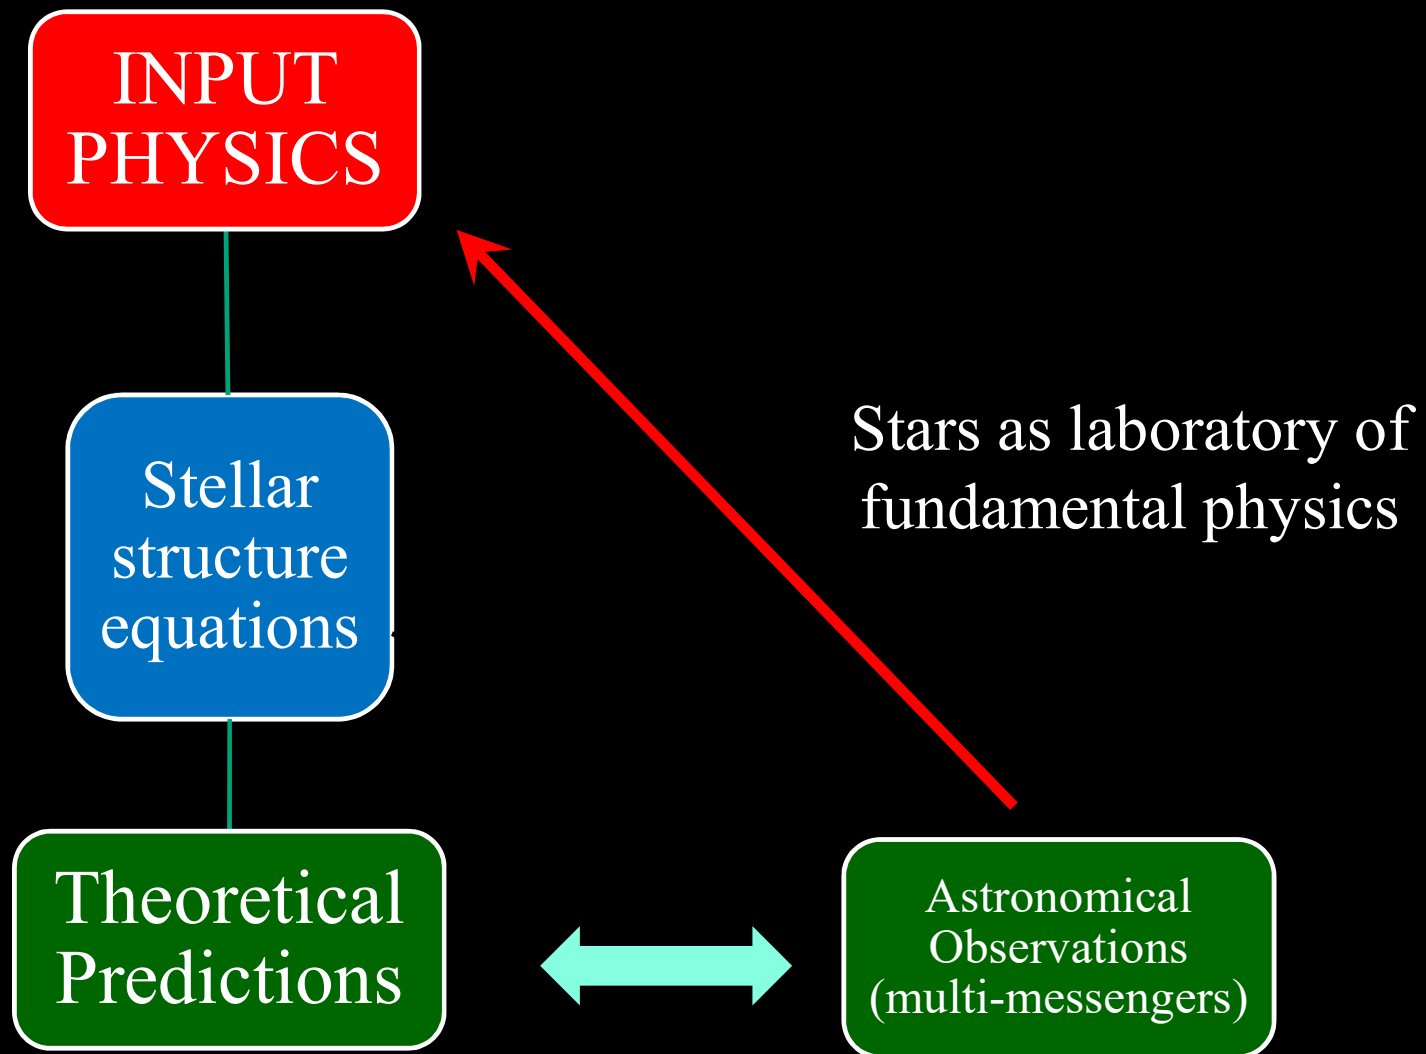 INPUT
PHYSICS
Stars as laboratory of
fundamental physics
Stellar
structure
equations
Theoretical
Predictions
Astronomical
Observations
(multi-messengers)